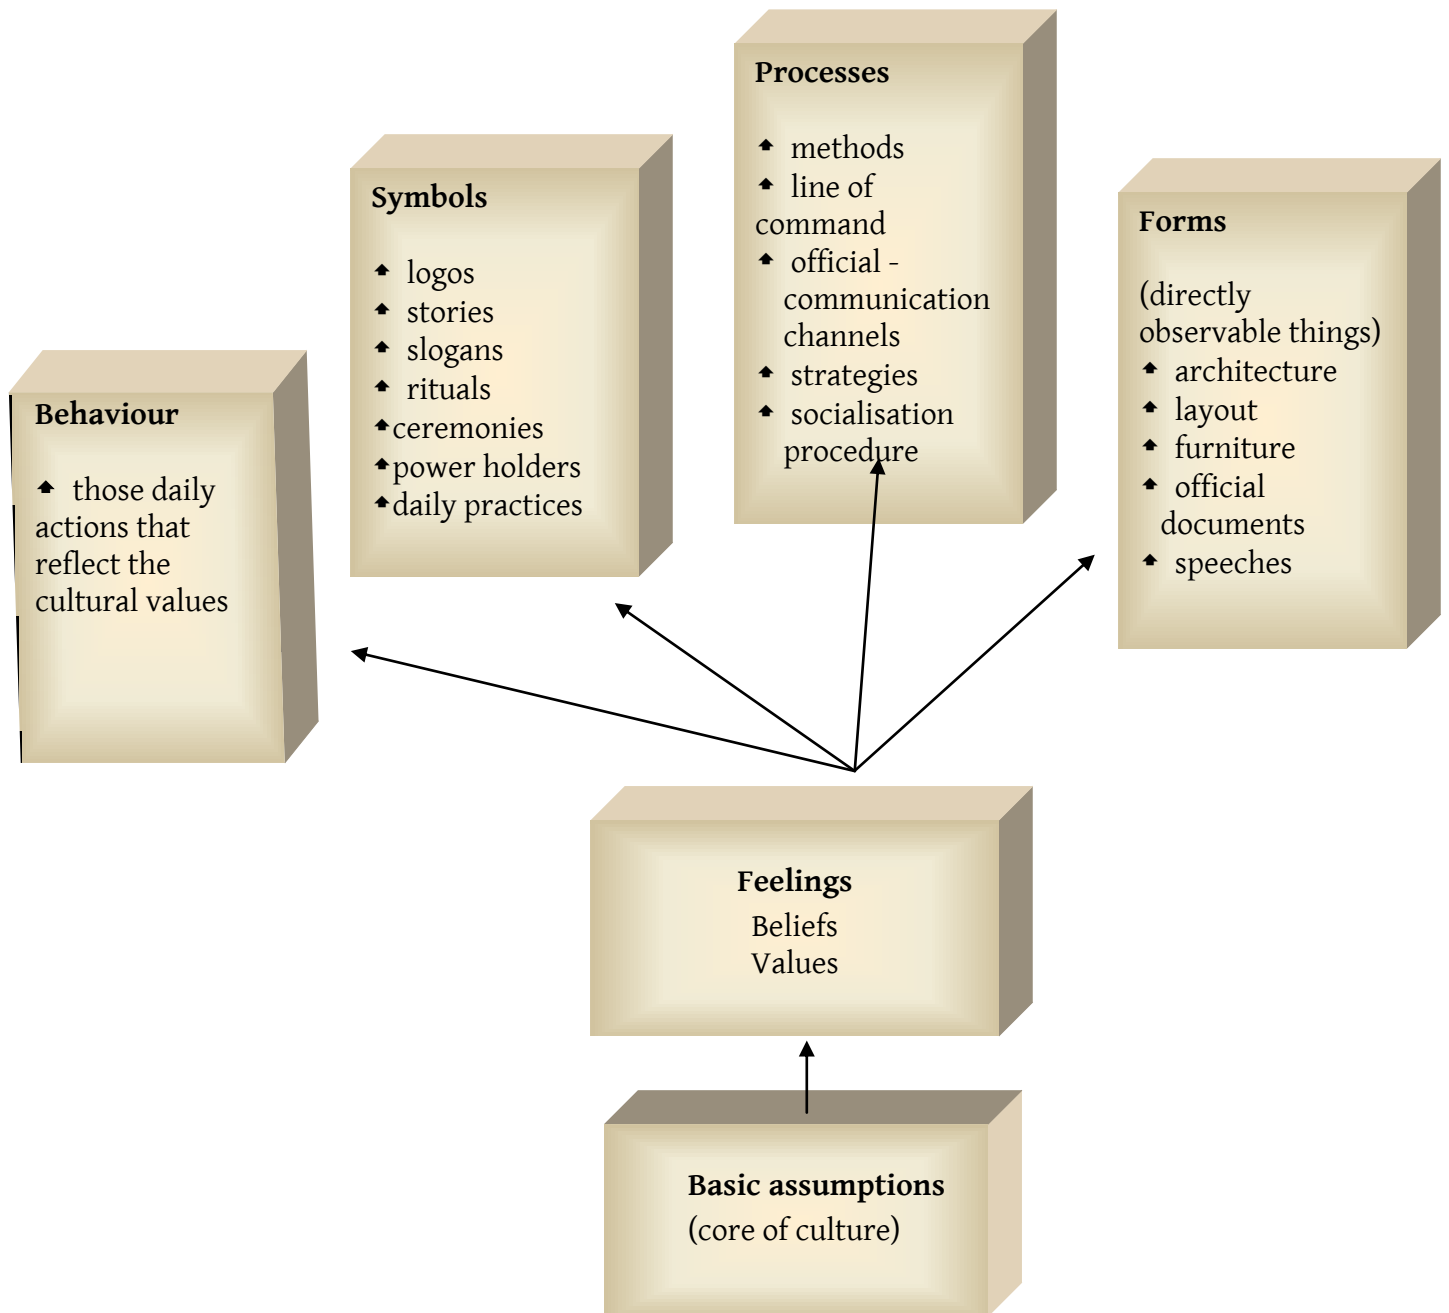 Behaviour
those daily
actions that
reflect the
cultural values
Symbols
logos
stories
slogans
rituals
ceremonies
power holders
daily practices
Processes
methods
line of
command
official -
communication
channels
strategies
socialisation
procedure
Forms
(directly
observable things)
architecture
layout
furniture
official
documents
speeches
Feelings
Beliefs
Values
Basic assumptions
(core of culture)